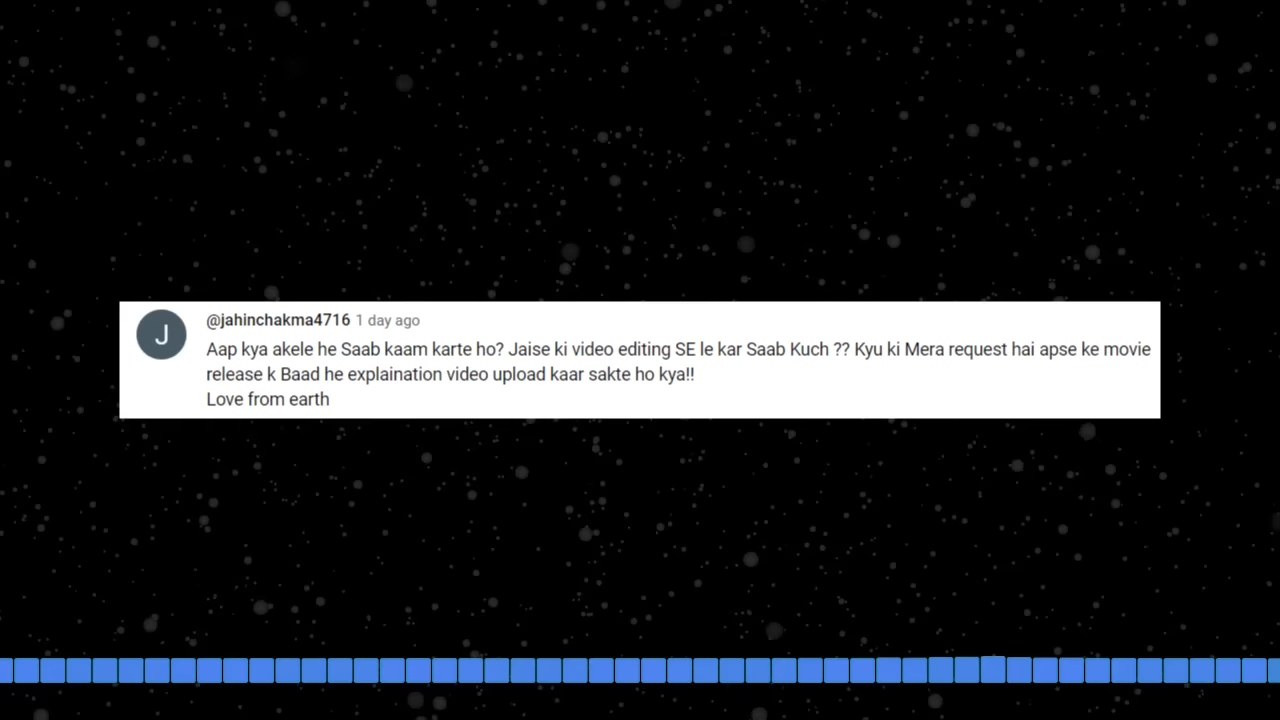 J
@jahinchakma4716 1 day ago
Aap kya akele he Saab kaam karte ho? Jaise ki video editing SE le kar Saab Kuch ?? Kyu ki Mera request hai apse ke movie
release k Baad he explaination video upload kaar sakte ho kya!!
Love from earth